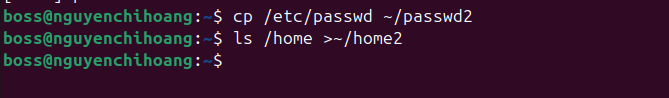 boss@nguyenchihoang:~$ cp /etc/passwd ~/passwd2
boss@nguyenchihoang:~$ ls /home >~/home2
boss@nguyenchihoang:~$